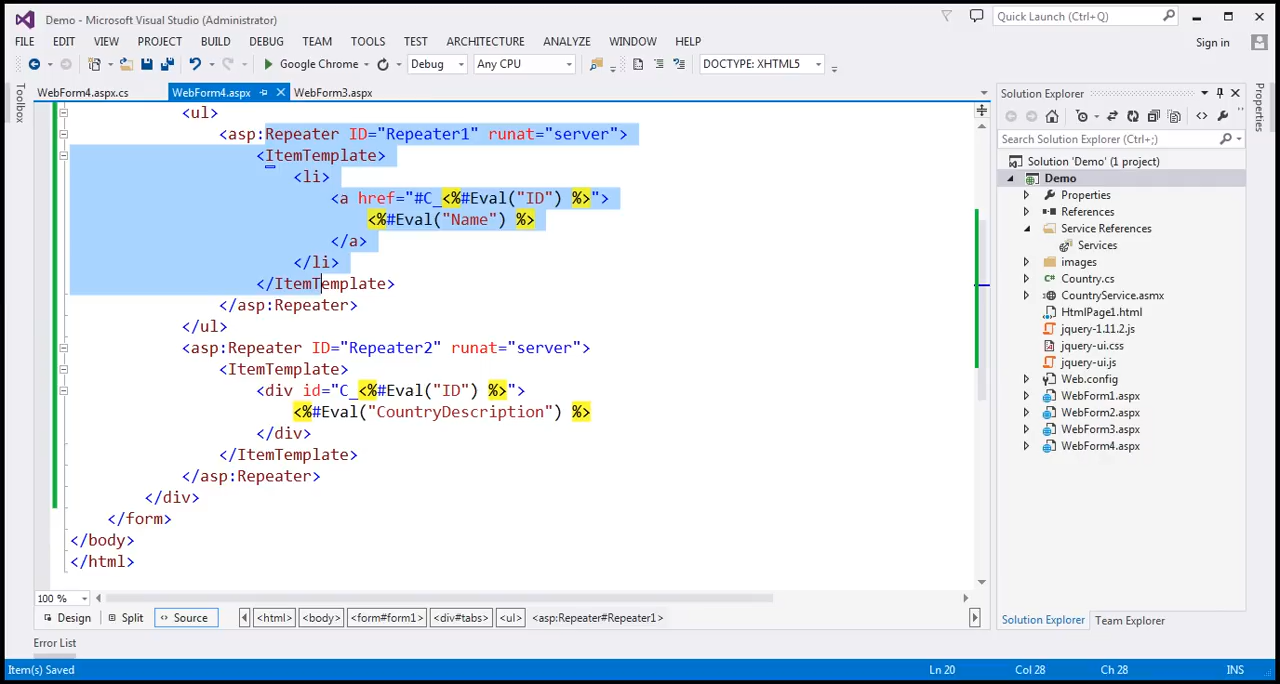 Demo - Microsoft Visual Studio (Administrator)
Quick Launch (Ctrl+Q)
FILE EDIT VIEW PROJECT BUILD DEBUG TEAM TOOLS TEST ARCHITECTURE ANALYZE WINDOW HELP
Sign in
Google Chrome Debug Any CPU DOCTYPE: XHTML5
Toolbox
WebForm4.aspx.cs WebForm4.aspx WebForm3.aspx
<ul>
<asp:Repeater ID="Repeater1" runat="server">
<ItemTemplate>
<li>
<a href="#C_<%#Eval("ID") %>">
<%#Eval("Name") %>
</a>
</li>
</ItemTemplate>
</asp:Repeater>
</ul>
<asp:Repeater ID="Repeater2" runat="server">
<ItemTemplate>
<div id="C_<%#Eval("ID") %>">
<%#Eval("CountryDescription") %>
</div>
</ItemTemplate>
</asp:Repeater>
</div>
</form>
</body>
</html>
100 %
Design Split Source <html> <body> <form#form1> <div#tabs> <ul> <asp:Repeater#Repeater1>
Error List
Solution Explorer
Search Solution Explorer (Ctrl+;)
Solution 'Demo' (1 project)
Demo
Properties
References
Service References
Services
images
Country.cs
CountryService.asmx
HtmlPage1.html
jquery-1.11.2.js
jquery-ui.css
jquery-ui.js
Web.config
WebForm1.aspx
WebForm2.aspx
WebForm3.aspx
WebForm4.aspx
Solution Explorer Team Explorer
Properties
Item(s) Saved Ln 20 Col 28 Ch 28 INS